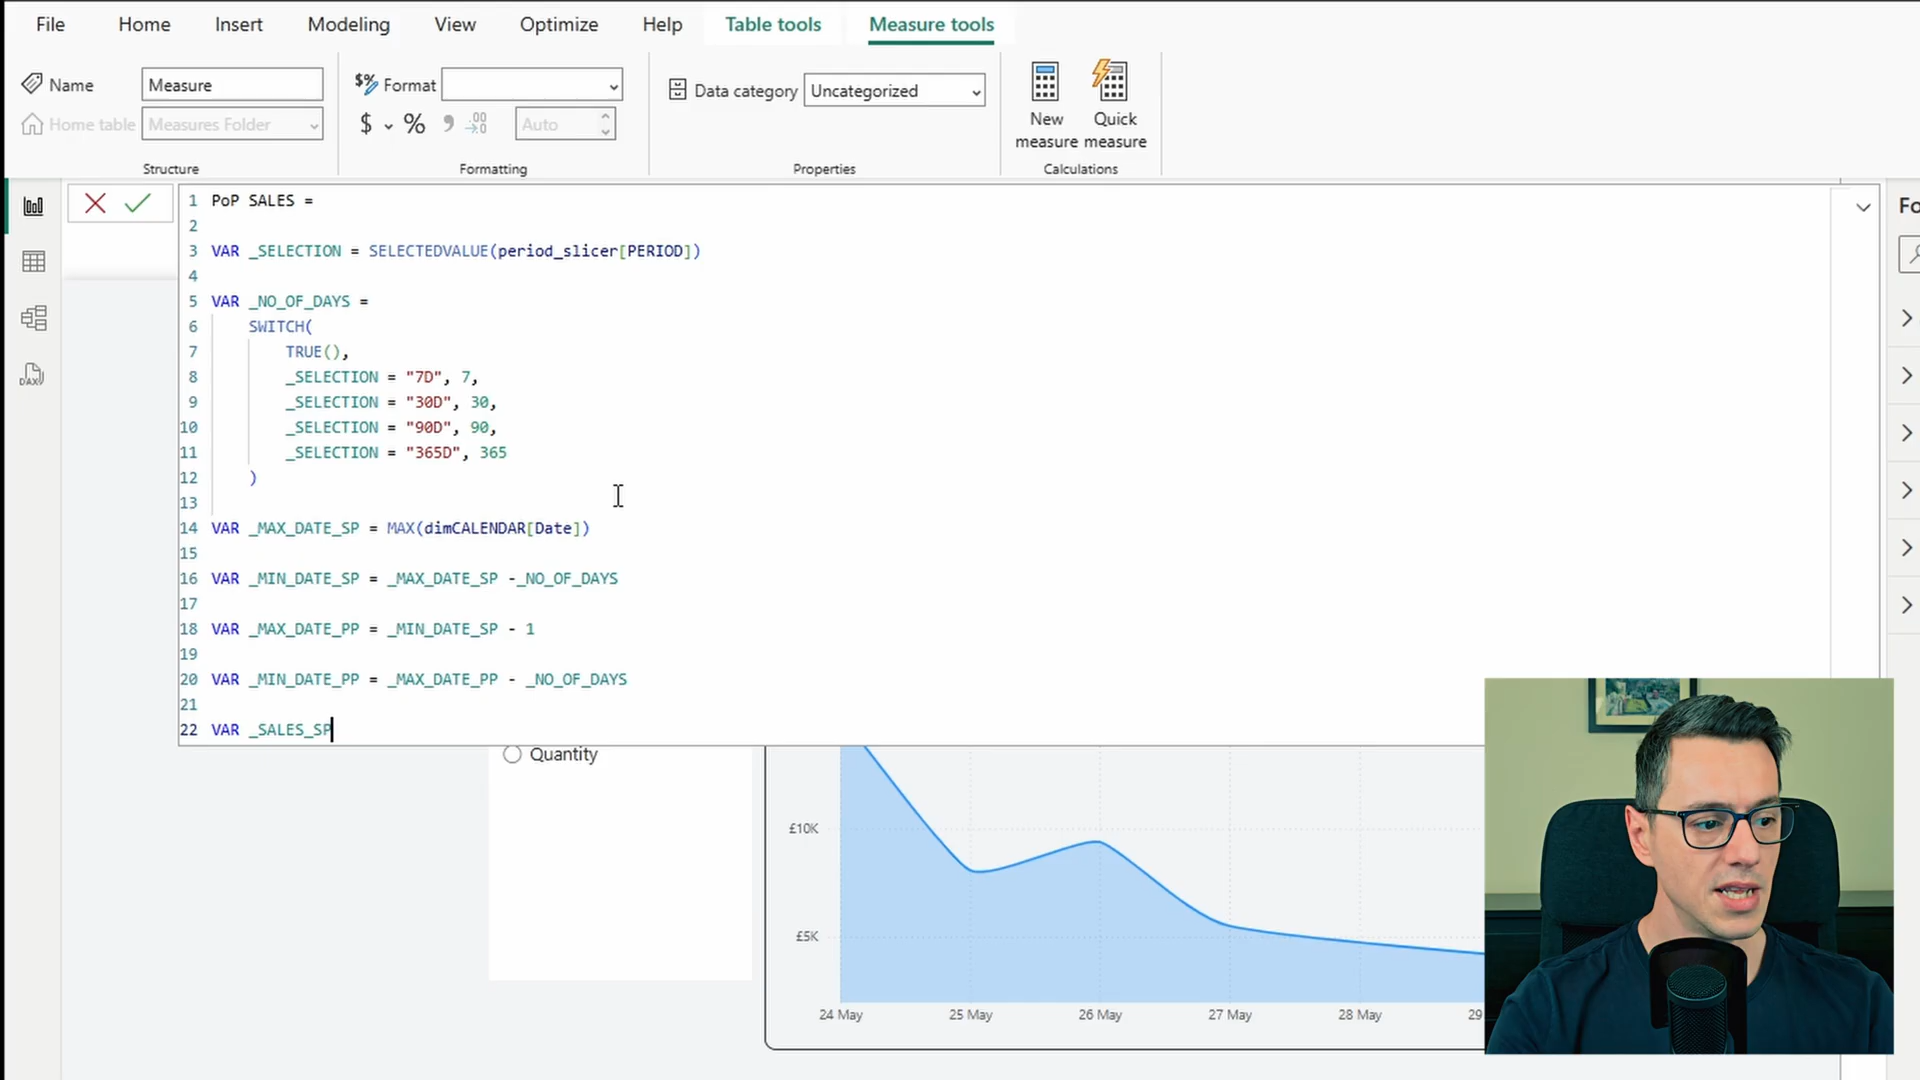 File Home Insert Modeling View Optimize Help Table tools Measure tools
Name Measure
Home table Measures Folder
Structure
$% Format
$ % , .00 Auto
Formatting
Data category Uncategorized
Properties
New measure
Quick measure
Calculations
DAX
1 PoP SALES =
2
3 VAR _SELECTION = SELECTEDVALUE(period_slicer[PERIOD])
4
5 VAR _NO_OF_DAYS =
6 SWITCH(
7 TRUE(),
8 _SELECTION = "7D", 7,
9 _SELECTION = "30D", 30,
10 _SELECTION = "90D", 90,
11 _SELECTION = "365D", 365
12 )
13
14 VAR _MAX_DATE_SP = MAX(dimCALENDAR[Date])
15
16 VAR _MIN_DATE_SP = _MAX_DATE_SP -_NO_OF_DAYS
17
18 VAR _MAX_DATE_PP = _MIN_DATE_SP - 1
19
20 VAR _MIN_DATE_PP = _MAX_DATE_PP - _NO_OF_DAYS
21
22 VAR _SALES_SP
Fo
Quantity
£10K
£5K
24 May 25 May 26 May 27 May 28 May 29